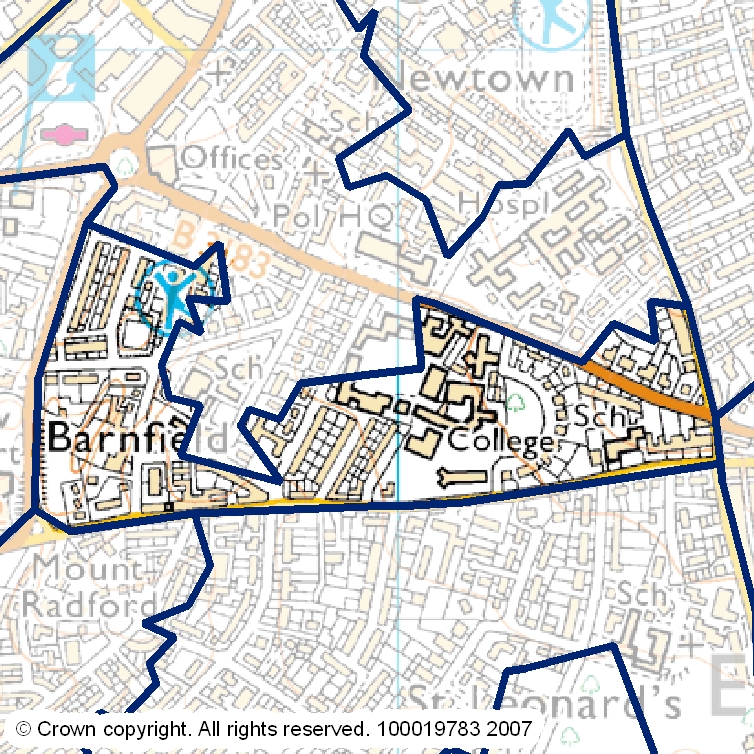 Newtown
Sch
Offices
Pol HQ
Hospl
B 3183
Sch
Barnfield
Sch
College
Mount
Radford
Sch
St Leonard's
E
© Crown copyright. All rights reserved. 100019783 2007